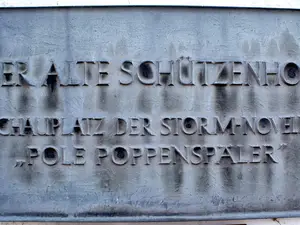 ER ALTE SCHÜTZENHO
CHAUPLATZ DER STORM-NOVEL
„POLE POPPENSPÄLER”